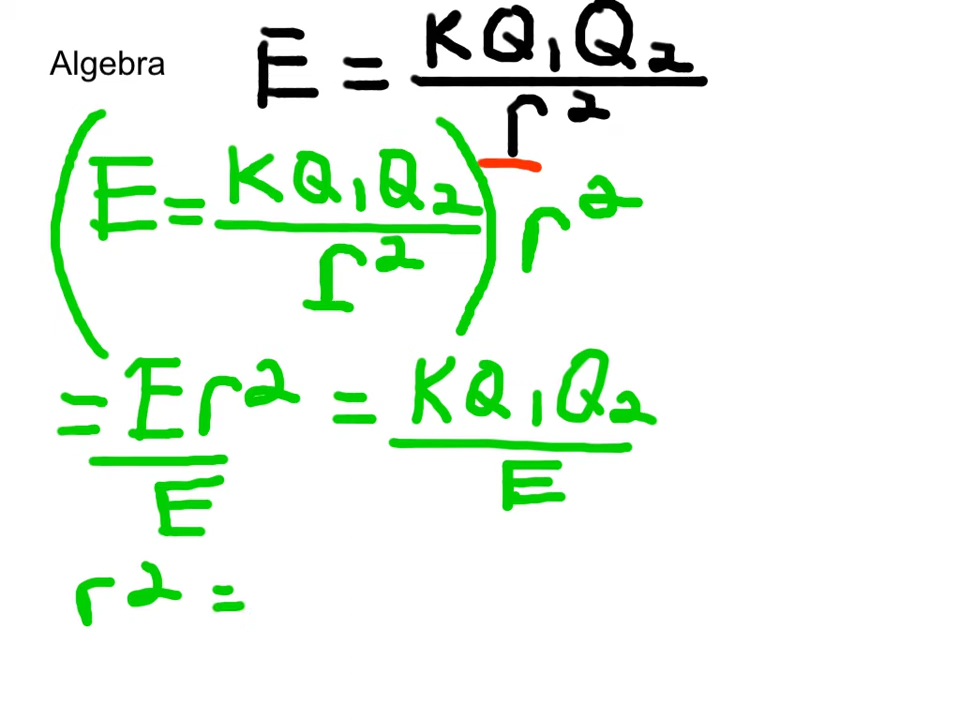 Algebra
E = KQ₁Q₂ / r²
(E = KQ₁Q₂ / r²) r²
= Er² / E = KQ₁Q₂ / E
r² =